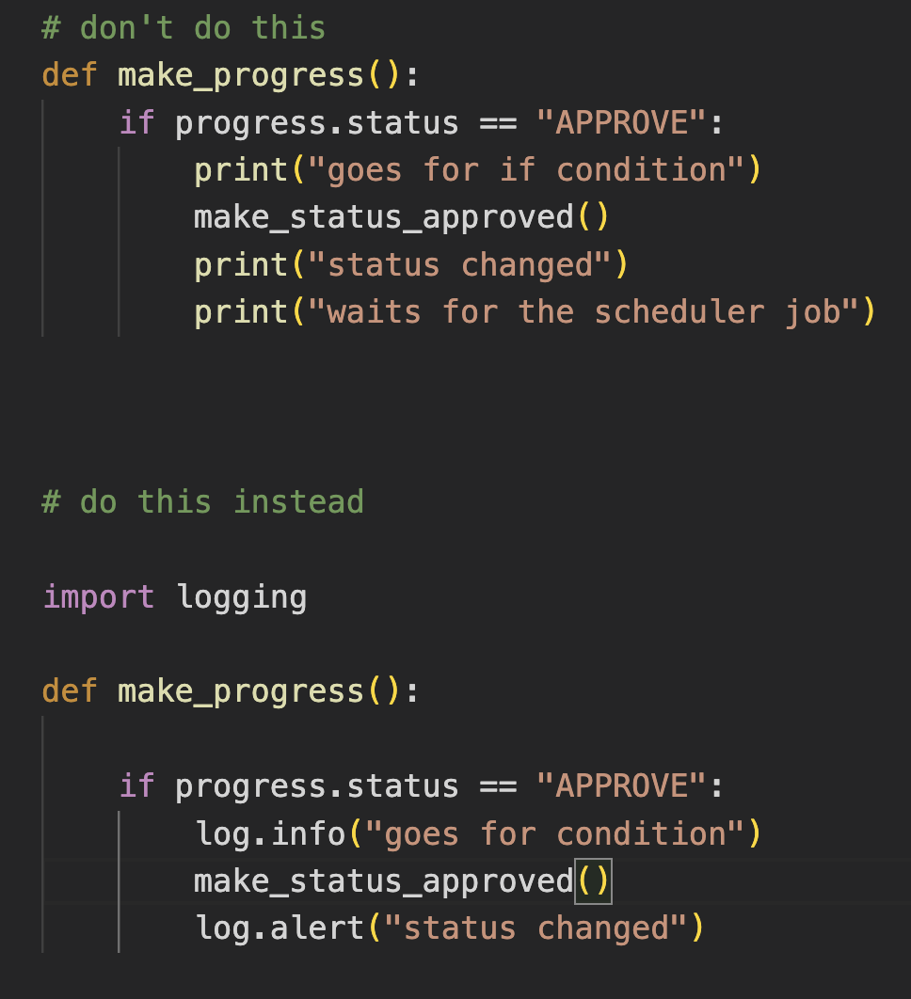 # don't do this
def make_progress():
    if progress.status == "APPROVE":
        print("goes for if condition")
        make_status_approved()
        print("status changed")
        print("waits for the scheduler job")
# do this instead
import logging
def make_progress():
    if progress.status == "APPROVE":
        log.info("goes for condition")
        make_status_approved()
        log.alert("status changed")